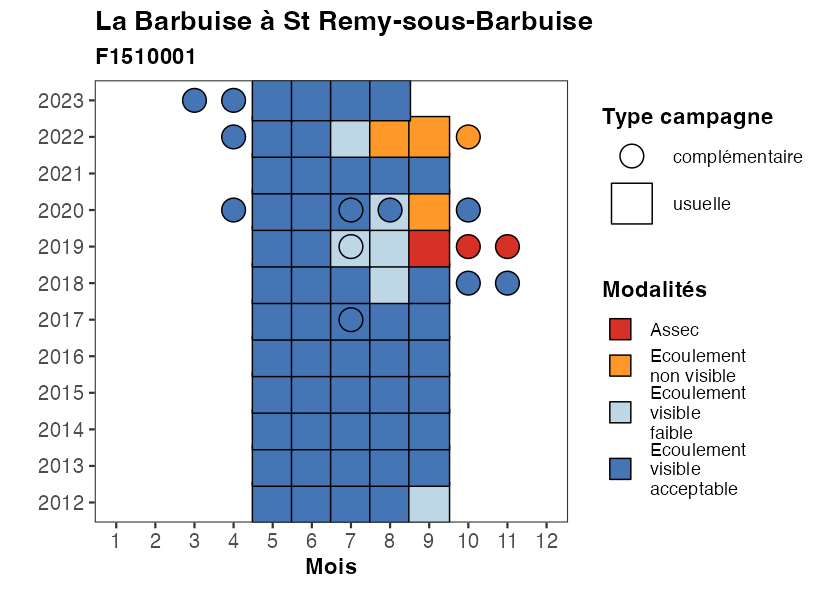 La Barbuise à St Remy-sous-Barbuise
F1510001
2023
2022
2021
2020
2019
2018
2017
2016
2015
2014
2013
2012
1 2 3 4 5 6 7 8 9 10 11 12
Mois
Type campagne
complémentaire
usuelle
Modalités
Assec
Ecoulement
non visible
Ecoulement
visible
faible
Ecoulement
visible
acceptable